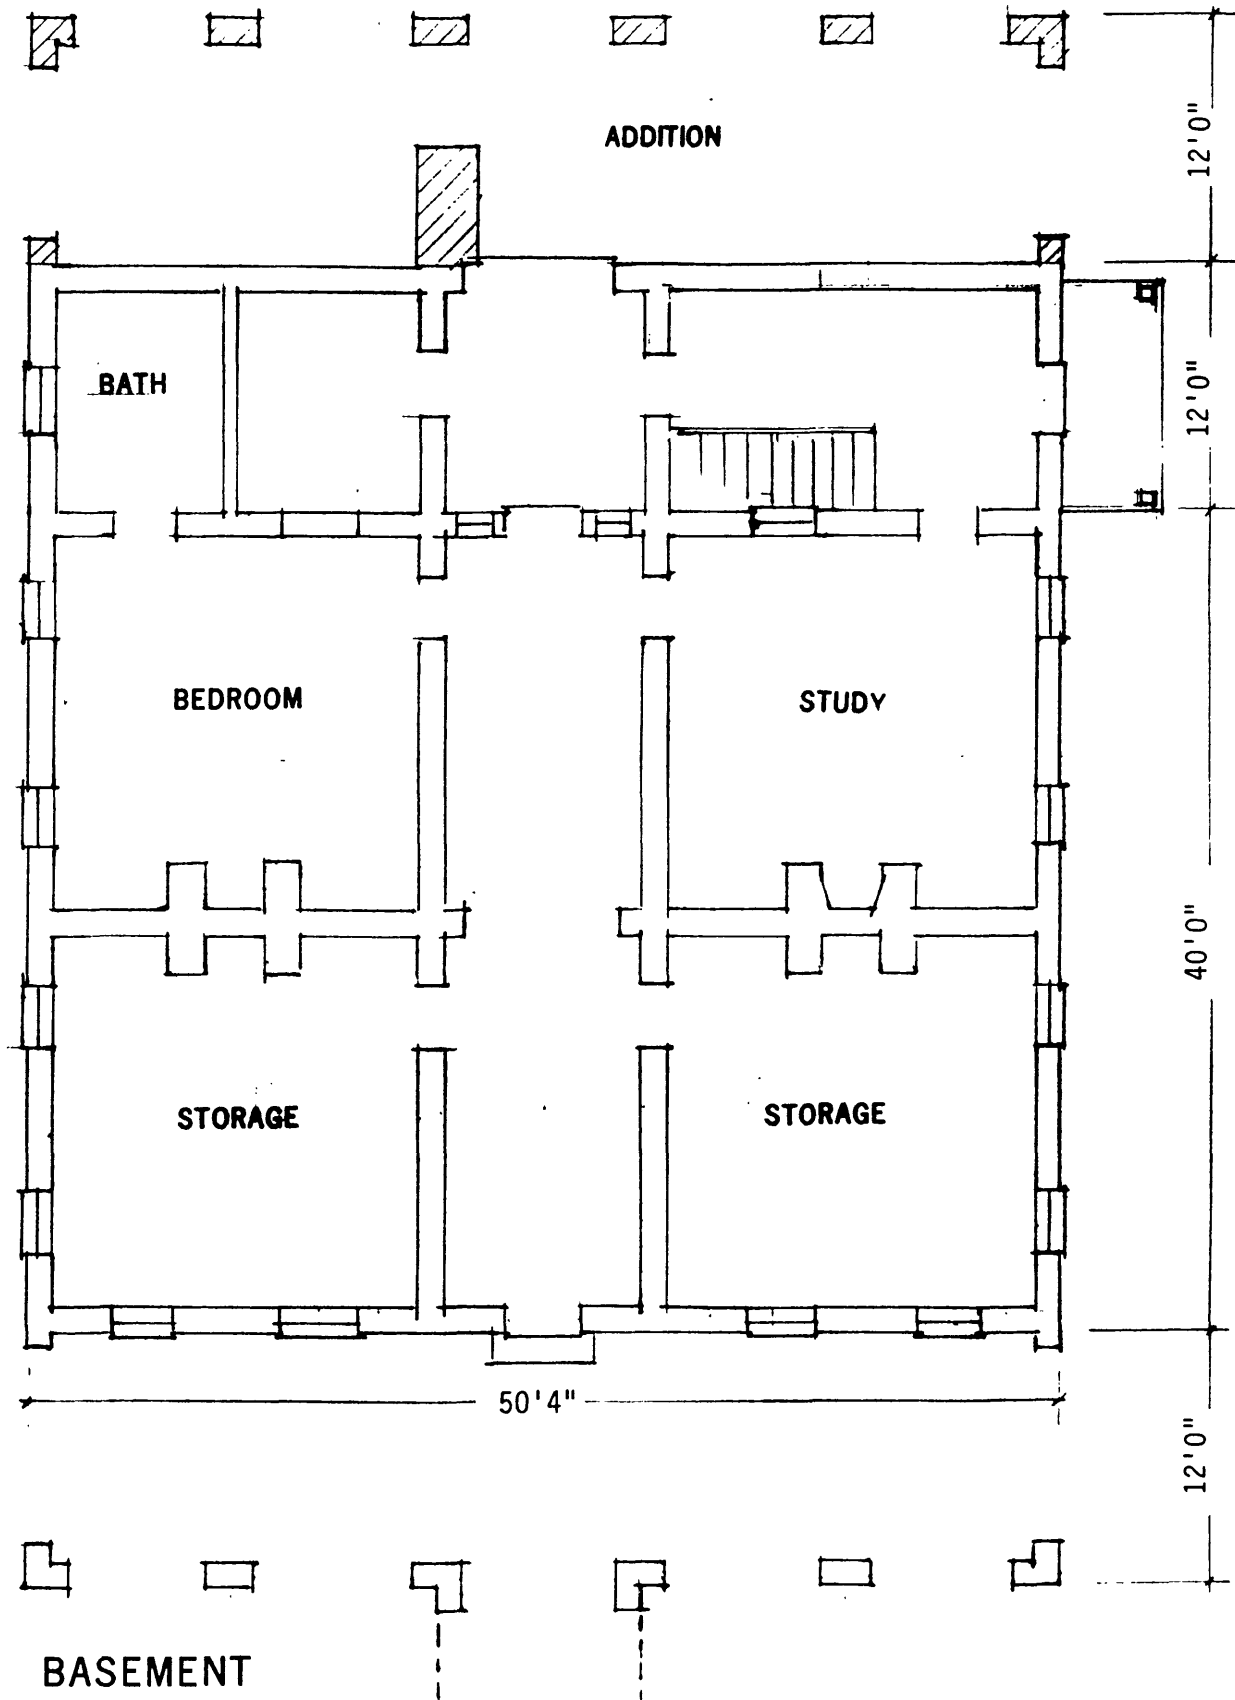 ADDITION
12'0"
BATH
12'0"
BEDROOM
STUDY
40'0"
STORAGE
STORAGE
50'4"
12'0"
BASEMENT